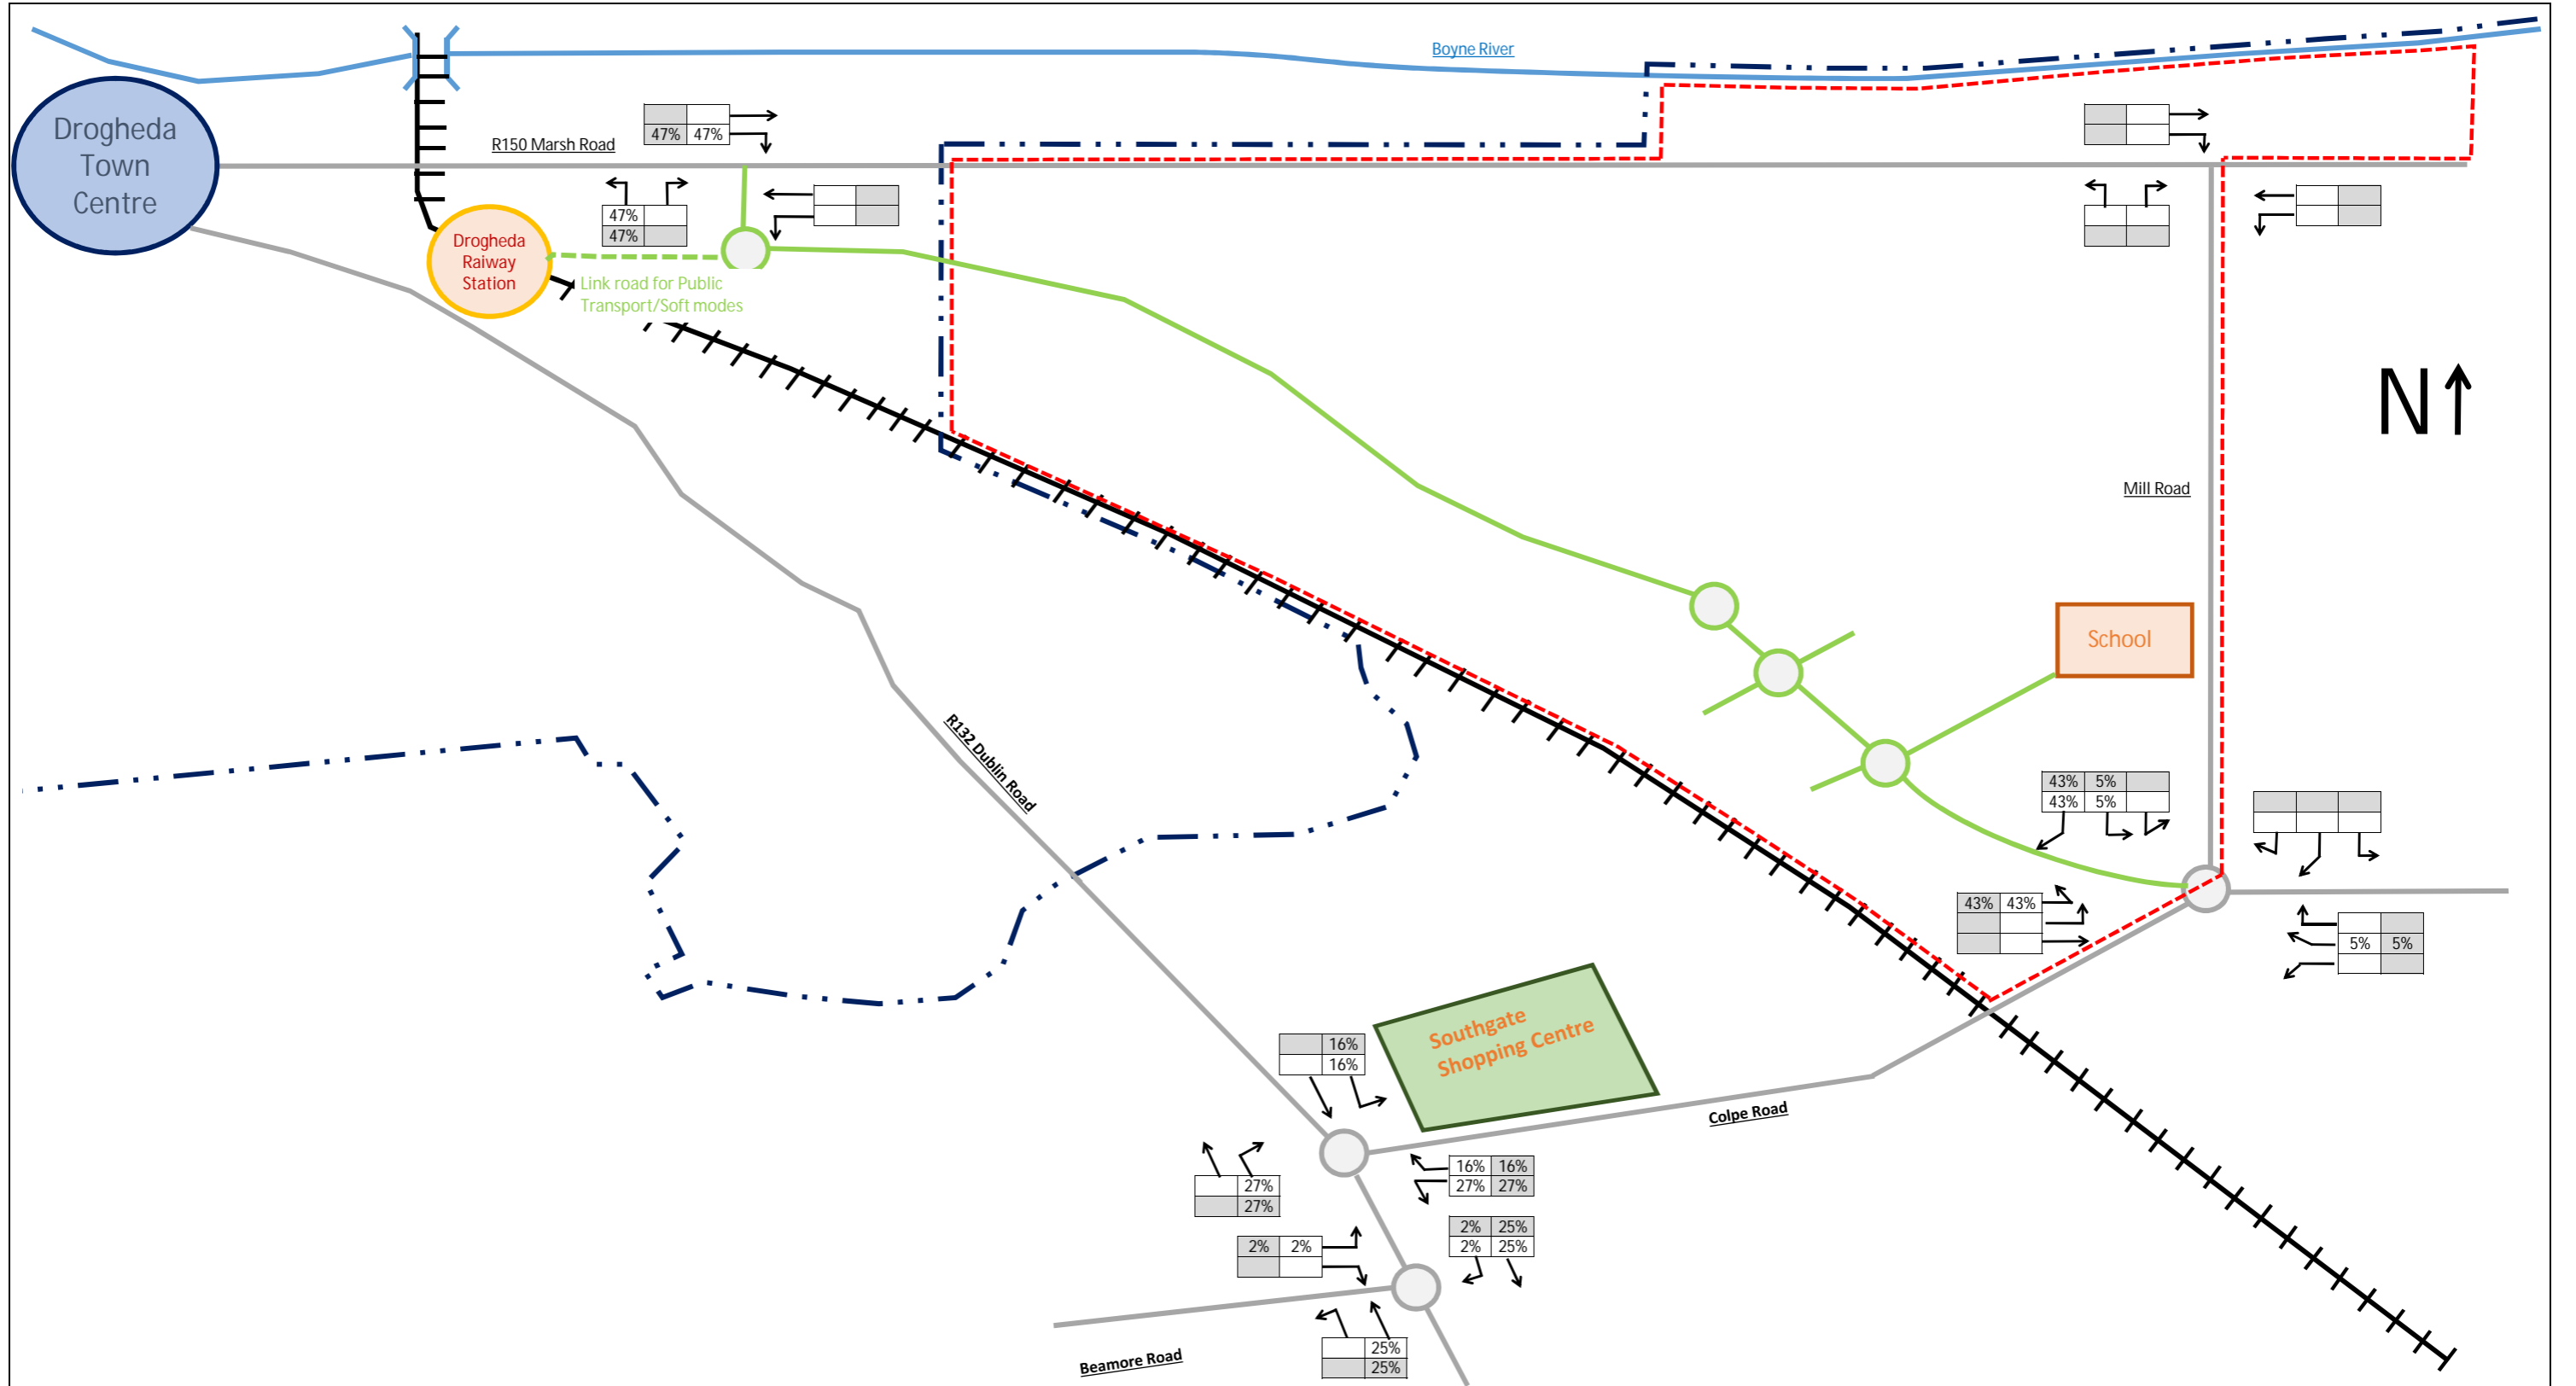 Boyne River
Drogheda
Town
Centre
47% 47%
R150 Marsh Road
47%
47%
Drogheda
Raiway
Station
Link road for Public
Transport/Soft modes
N
Mill Road
School
R132 Dublin Road
43% 5%
43% 5%
43% 43%
5% 5%
Southgate
Shopping Centre
16%
16%
Colpe Road
27%
27%
16% 16%
27% 27%
2% 25%
2% 25%
2% 2%
25%
25%
Beamore Road